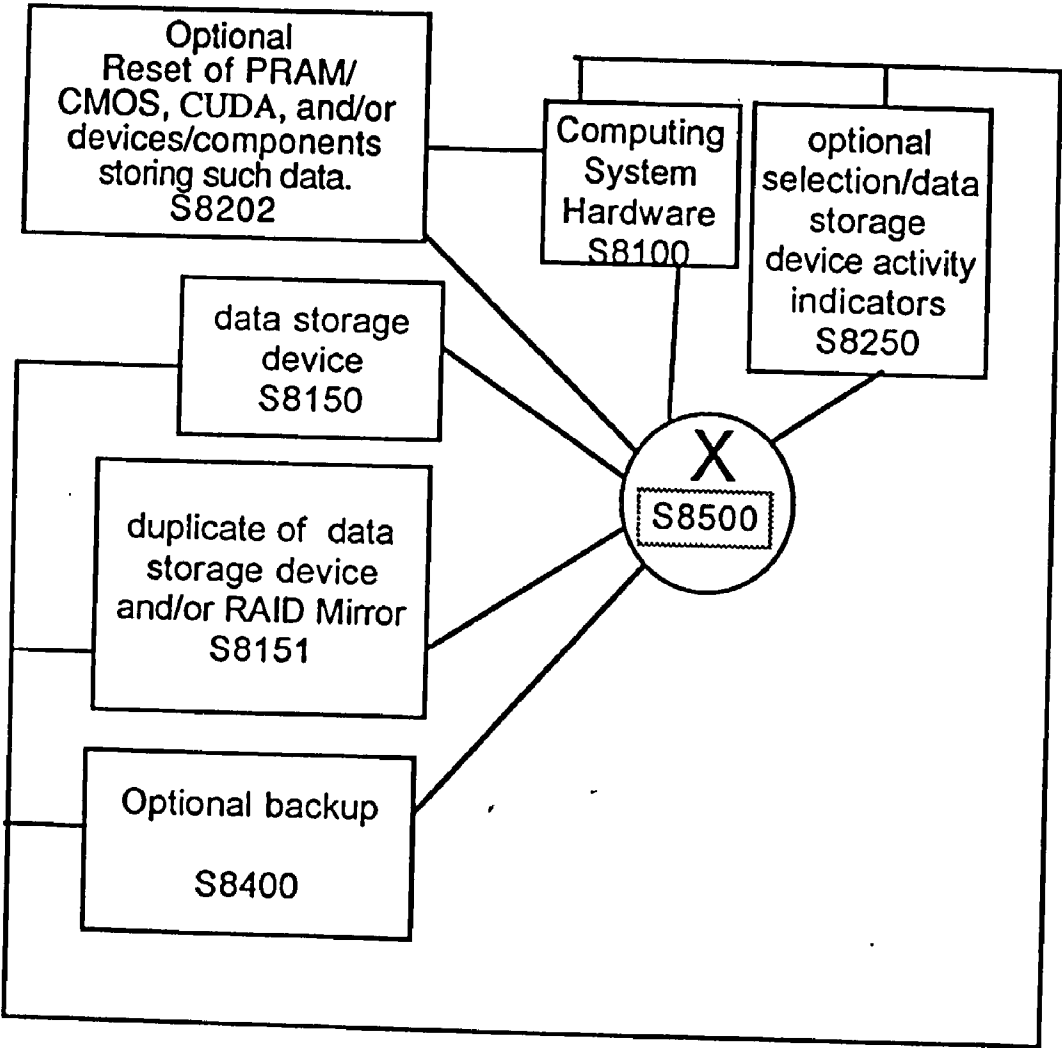 Optional
Reset of PRAM/
CMOS, CUDA, and/or
devices/components
storing such data.
S8202
Computing
System
Hardware
S8100
optional
selection/data
storage
device activity
indicators
S8250
data storage
device
S8150
X
S8500
duplicate of data
storage device
and/or RAID Mirror
S8151
Optional backup
S8400